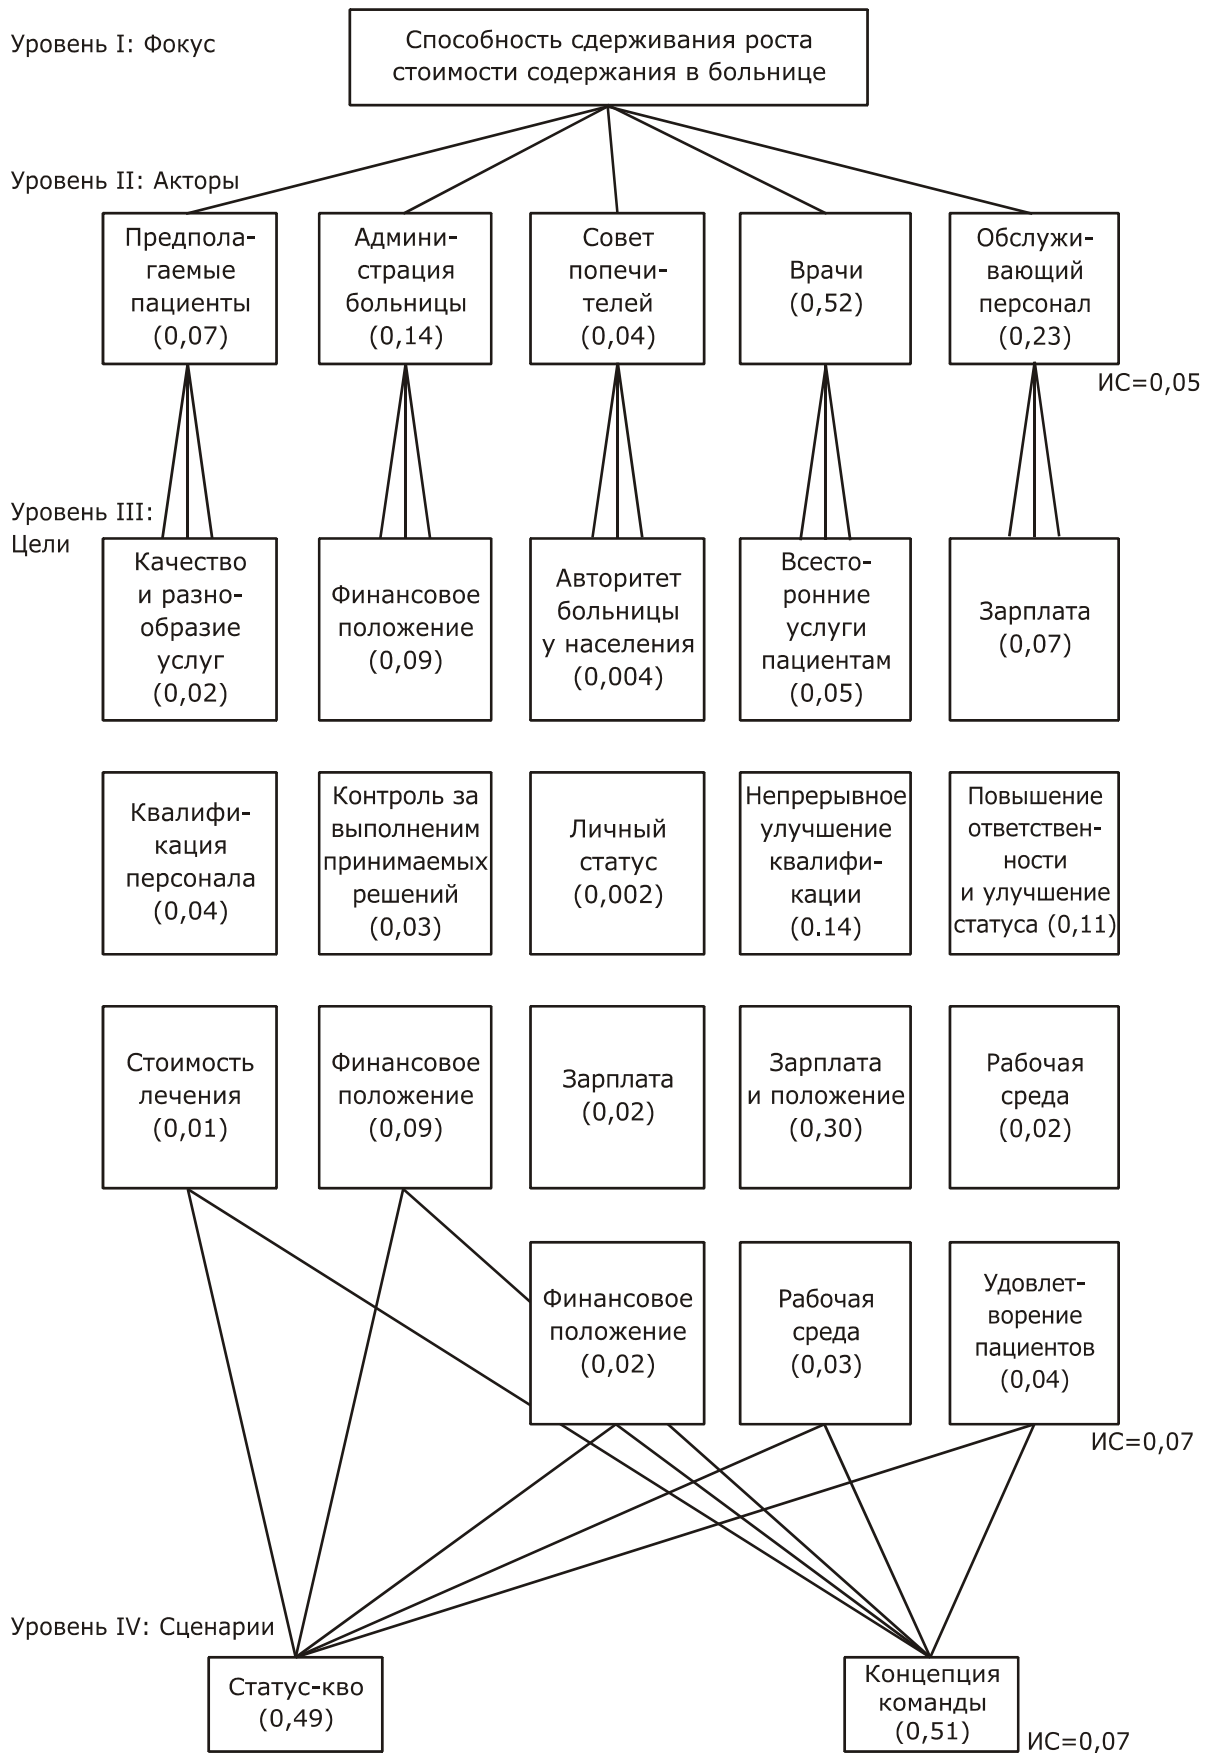 Уровень I: Фокус
Способность сдерживания роста
стоимости содержания в больнице
Уровень II: Акторы
Предпола-
гаемые
пациенты
(0,07)
Админи-
страция
больницы
(0,14)
Совет
попечи-
телей
(0,04)
Врачи
(0,52)
Обслужи-
вающий
персонал
(0,23)
ИС=0,05
Уровень III:
Цели
Качество
и разно-
образие
услуг
(0,02)
Финансовое
положение
(0,09)
Авторитет
больницы
у населения
(0,004)
Всесто-
ронние
услуги
пациентам
(0,05)
Зарплата
(0,07)
Квалифи-
кация
персонала
(0,04)
Контроль за
выполненим
принимаемых
решений
(0,03)
Личный
статус
(0,002)
Непрерывное
улучшение
квалифи-
кации
(0.14)
Повышение
ответствен-
ности
и улучшение
статуса (0,11)
Стоимость
лечения
(0,01)
Финансовое
положение
(0,09)
Зарплата
(0,02)
Зарплата
и положение
(0,30)
Рабочая
среда
(0,02)
Финансовое
положение
(0,02)
Рабочая
среда
(0,03)
Удовлет-
ворение
пациентов
(0,04)
ИС=0,07
Уровень IV: Сценарии
Статус-кво
(0,49)
Концепция
команды
(0,51)
ИС=0,07